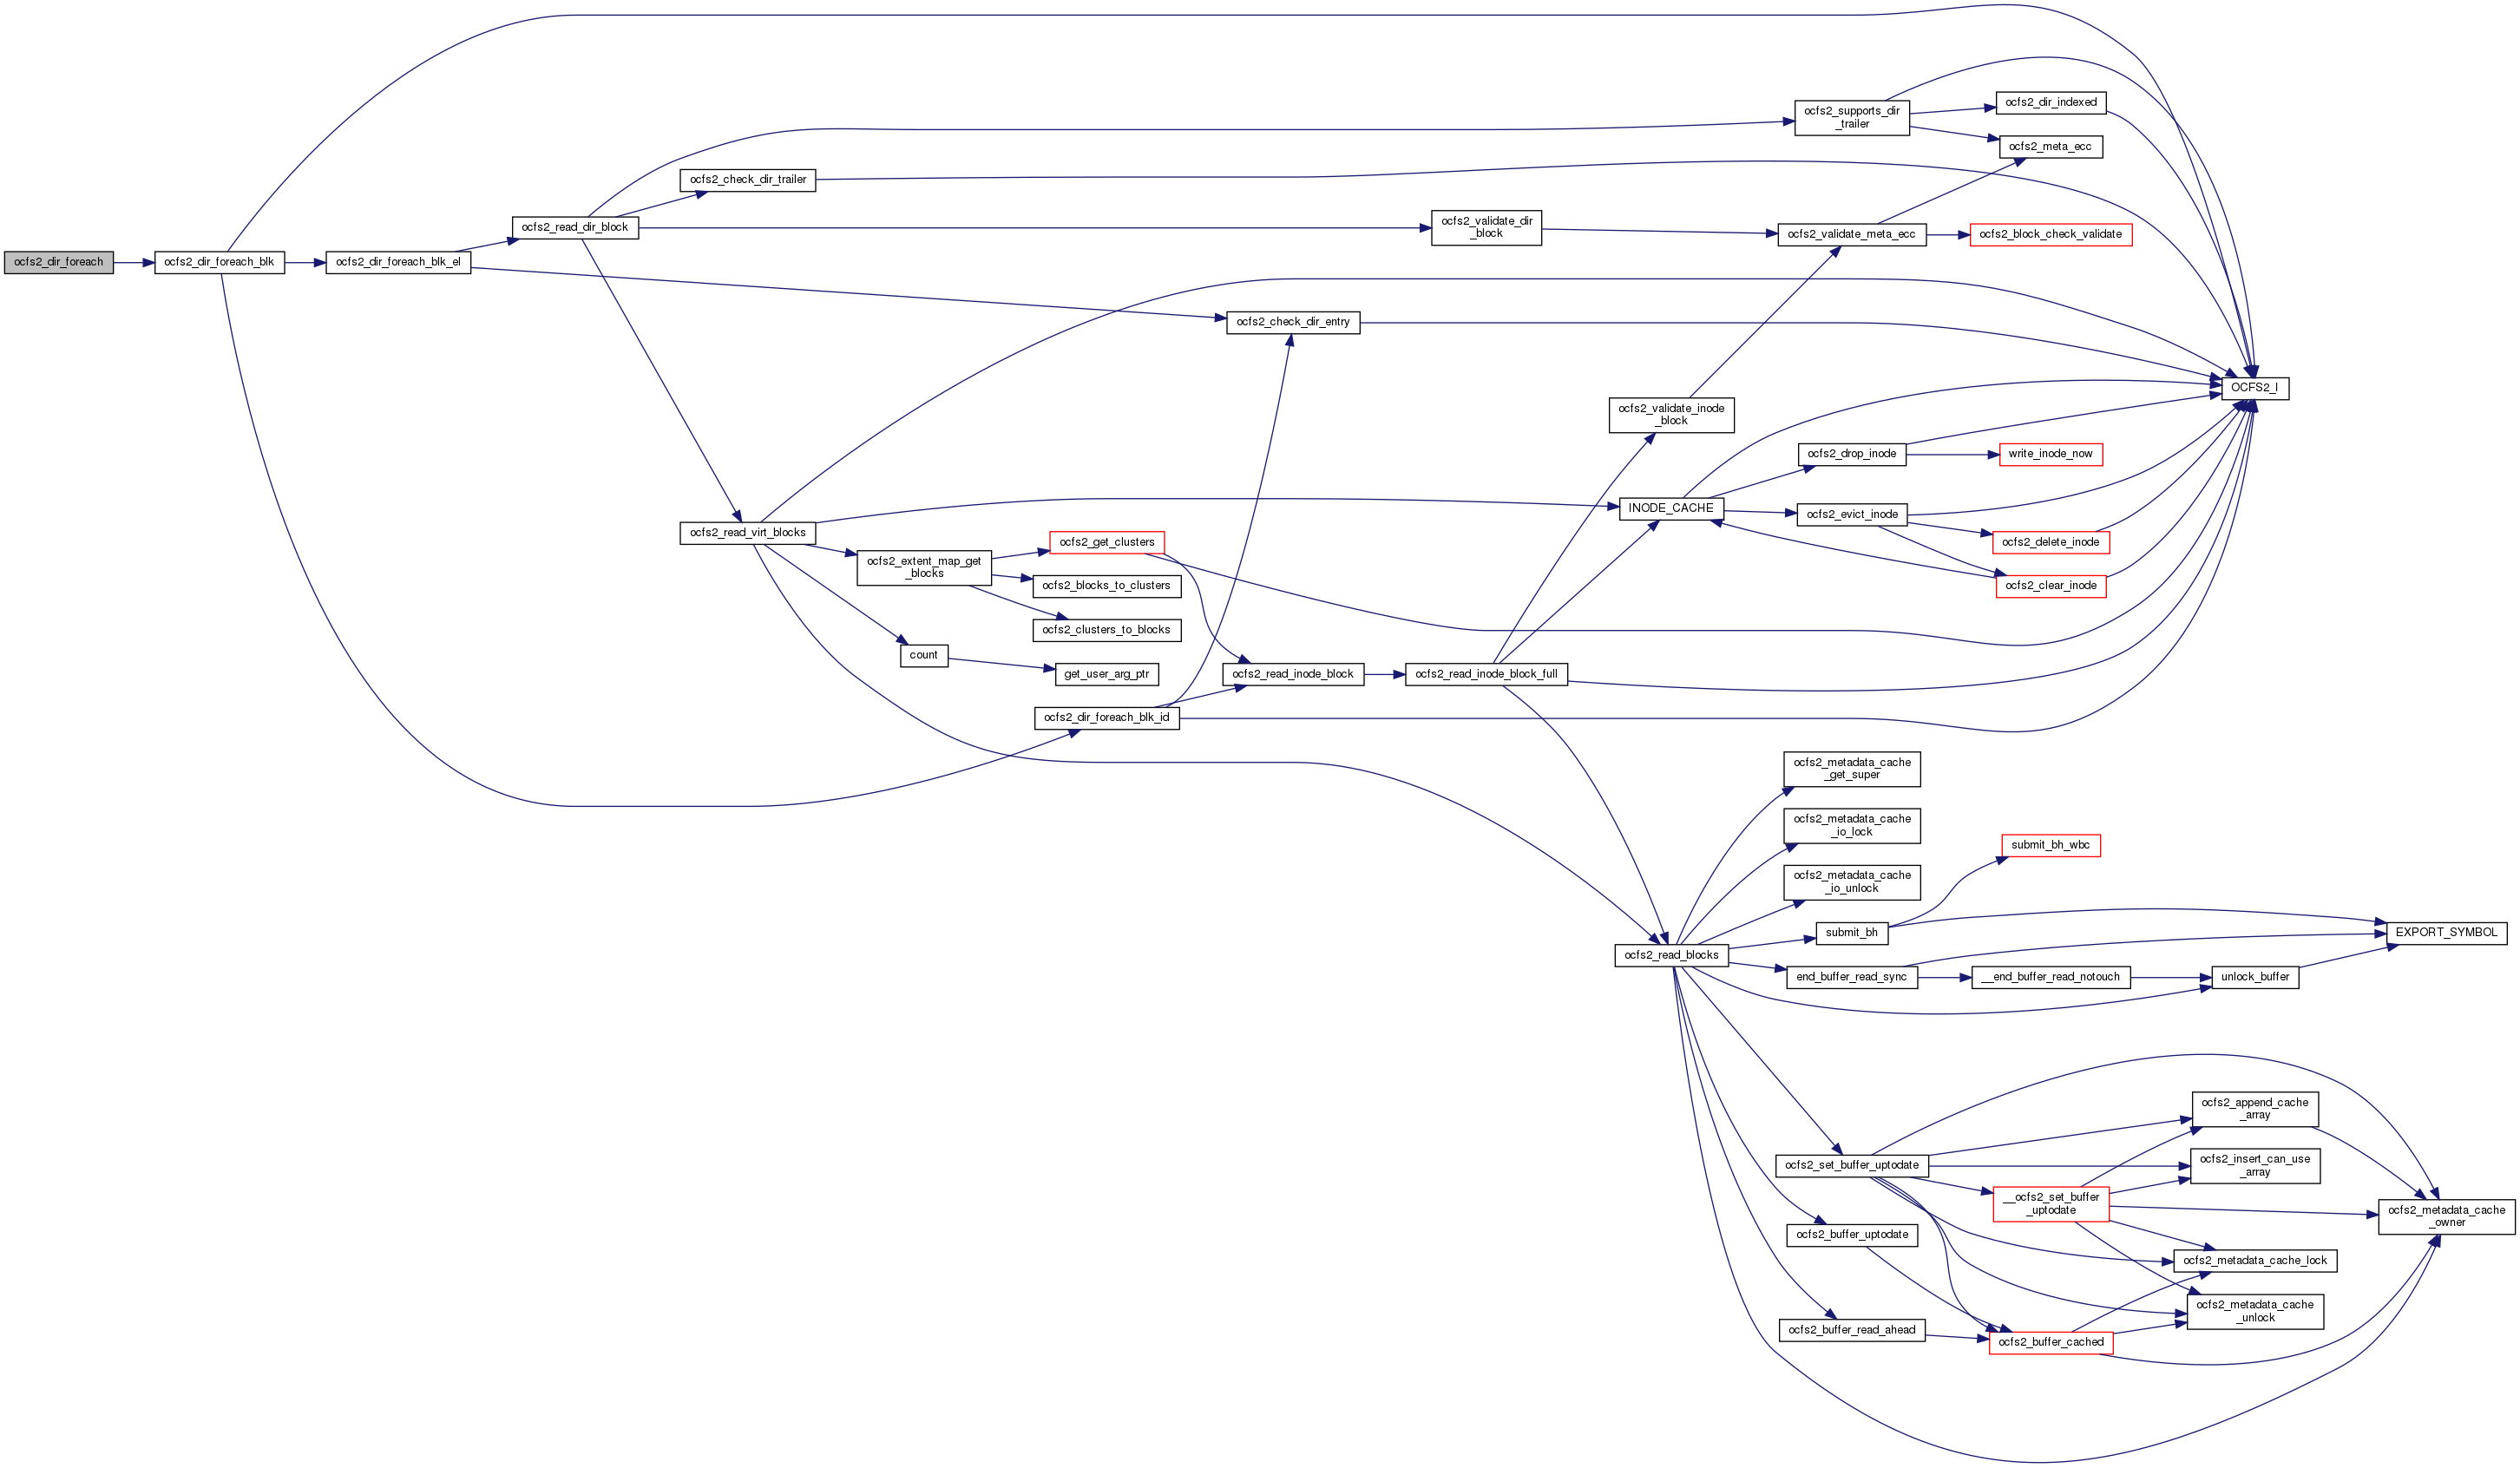 ocfs2_dir_foreach
ocfs2_dir_foreach_blk
ocfs2_dir_foreach_blk_el
ocfs2_read_dir_block
ocfs2_check_dir_trailer
ocfs2_read_virt_blocks
ocfs2_extent_map_get
_blocks
count
ocfs2_get_clusters
ocfs2_blocks_to_clusters
ocfs2_clusters_to_blocks
get_user_arg_ptr
ocfs2_dir_foreach_blk_id
ocfs2_check_dir_entry
ocfs2_read_inode_block
ocfs2_validate_dir
_block
ocfs2_read_inode_block_full
ocfs2_validate_inode
_block
INODE_CACHE
ocfs2_read_blocks
ocfs2_supports_dir
_trailer
ocfs2_validate_meta_ecc
ocfs2_drop_inode
ocfs2_evict_inode
ocfs2_metadata_cache
_get_super
ocfs2_metadata_cache
_io_lock
ocfs2_metadata_cache
_io_unlock
submit_bh
end_buffer_read_sync
ocfs2_set_buffer_uptodate
ocfs2_buffer_uptodate
ocfs2_buffer_read_ahead
ocfs2_dir_indexed
ocfs2_meta_ecc
ocfs2_block_check_validate
write_inode_now
ocfs2_delete_inode
ocfs2_clear_inode
submit_bh_wbc
__end_buffer_read_notouch
__ocfs2_set_buffer
_uptodate
ocfs2_buffer_cached
OCFS2_I
unlock_buffer
ocfs2_append_cache
_array
ocfs2_insert_can_use
_array
ocfs2_metadata_cache_lock
ocfs2_metadata_cache
_unlock
EXPORT_SYMBOL
ocfs2_metadata_cache
_owner